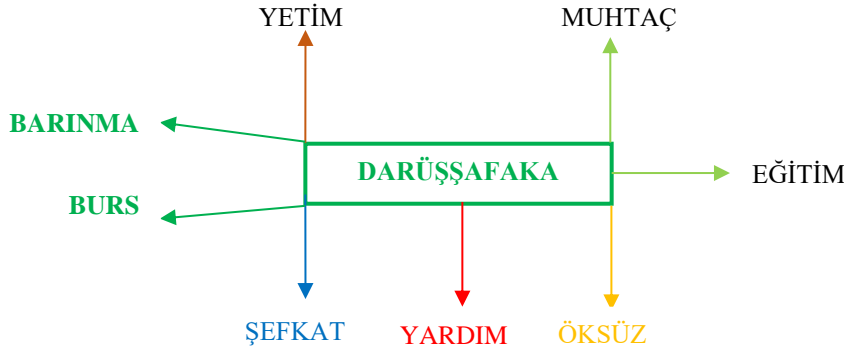 YETİM
MUHTAÇ
BARINMA
DARÜŞŞAFAKA
EĞİTİM
BURS
ŞEFKAT
YARDIM
ÖKSÜZ